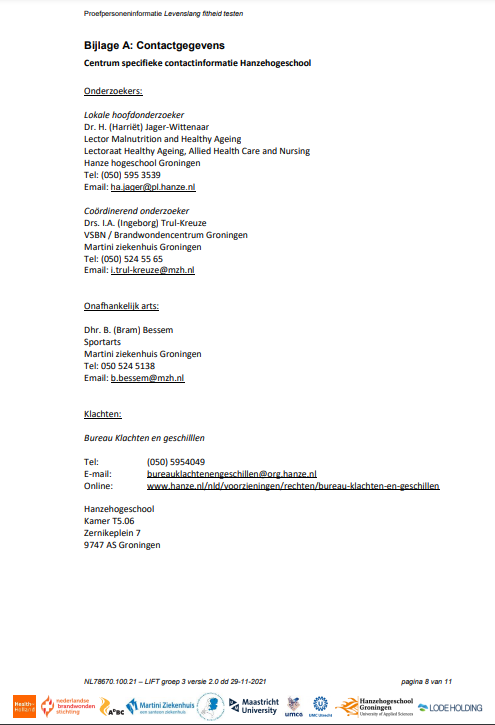 Proefpersoneninformatie Levenslang fitheid testen
Bijlage A: Contactgegevens
Centrum specifieke contactinformatie Hanzehogeschool
Onderzoekers:
Lokale hoofdonderzoeker
Dr. H. (Harriët) Jager-Wittenaar
Lector Malnutrition and Healthy Ageing
Lectoraat Healthy Ageing, Allied Health Care and Nursing
Hanze hogeschool Groningen
Tel: (050) 595 3539
Email: ha.jager@pl.hanze.nl
Coördinerend onderzoeker
Drs. I.A. (Ingeborg) Trul-Kreuze
VSBN / Brandwondencentrum Groningen
Martini ziekenhuis Groningen
Tel: (050) 524 55 65
Email: i.trul-kreuze@mzh.nl
Onafhankelijk arts:
Dhr. B. (Bram) Bessem
Sportarts
Martini ziekenhuis Groningen
Tel: 050 524 5138
Email: b.bessem@mzh.nl
Klachten:
Bureau Klachten en geschilllen
Tel: (050) 5954049
E-mail: bureauklachtenengeschillen@org.hanze.nl
Online: www.hanze.nl/nld/voorzieningen/rechten/bureau-klachten-en-geschillen
Hanzehogeschool
Kamer T5.06
Zernikeplein 7
9747 AS Groningen
NL78670.100.21 – LIFT groep 3 versie 2.0 dd 29-11-2021 pagina 8 van 11
Health~
Holland
nederlandse
brandwonden
stichting
Martini Ziekenhuis
Maastricht
University
umcg
UMC Utrecht
Hanzehogeschool
Groningen
University of Applied Sciences
LODE HOLDING